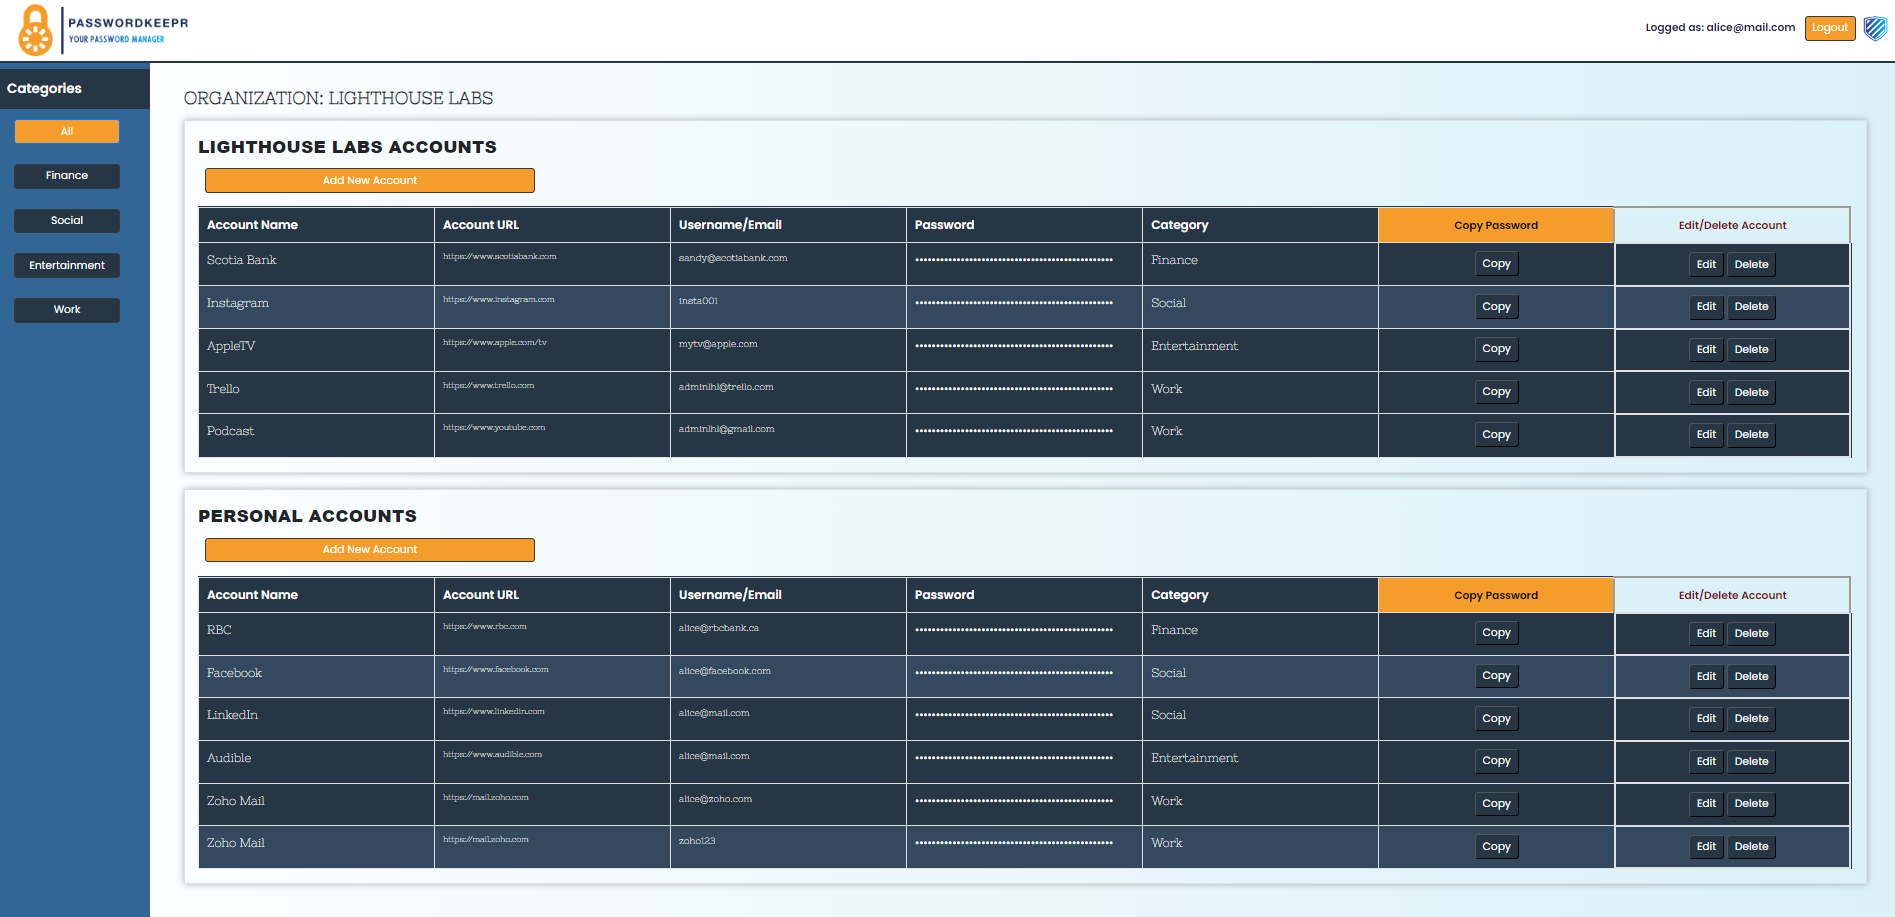 PASSWORDKEEPR
YOUR PASSWORD MANAGER
Logged as: alice@mail.com Logout
Categories
All
Finance
Social
Entertainment
Work
ORGANIZATION: LIGHTHOUSE LABS
LIGHTHOUSE LABS ACCOUNTS
Add New Account
Account Name Account URL Username/Email Password Category Copy Password Edit/Delete Account
Scotia Bank https://www.scotiabank.com sandy@scotiabank.com Finance Copy Edit Delete
Instagram https://www.instagram.com insta001 Social Copy Edit Delete
AppleTV https://www.apple.com/tv mytv@apple.com Entertainment Copy Edit Delete
Trello https://www.trello.com adminlhl@trello.com Work Copy Edit Delete
Podcast https://www.youtube.com adminlhl@gmail.com Work Copy Edit Delete
PERSONAL ACCOUNTS
Add New Account
Account Name Account URL Username/Email Password Category Copy Password Edit/Delete Account
RBC https://www.rbc.com alice@rbcbank.ca Finance Copy Edit Delete
Facebook https://www.facebook.com alice@facebook.com Social Copy Edit Delete
LinkedIn https://www.linkedin.com alice@mail.com Social Copy Edit Delete
Audible https://www.audible.com alice@mail.com Entertainment Copy Edit Delete
Zoho Mail https://mail.zoho.com alice@zoho.com Work Copy Edit Delete
Zoho Mail https://mail.zoho.com zoho123 Work Copy Edit Delete